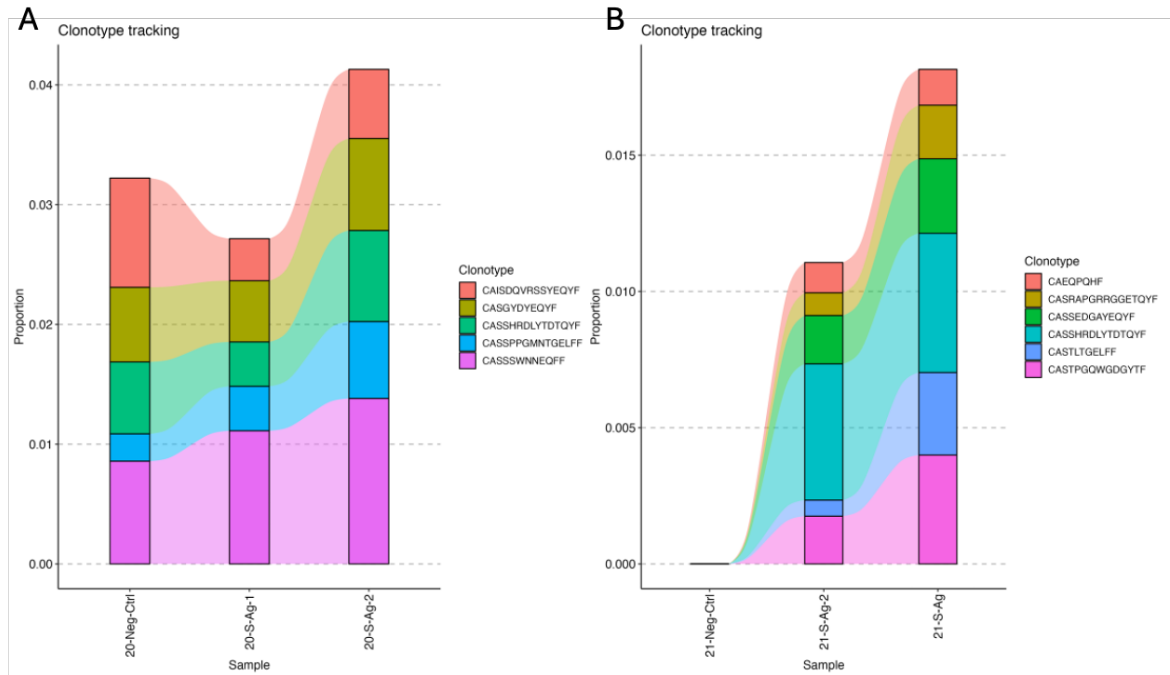 A
Clonotype tracking
0.04
0.03
0.02
0.01
0.00
Proportion
20-Neg-Ctrl
20-S-Ag-1
20-S-Ag-2
Sample
Clonotype
CAISDQVRSSYEQYF
CASGYDYEQYF
CASSHRDLYTDTQYF
CASSPPGMNTGELFF
CASSSWNNEQFF
B
Clonotype tracking
0.015
0.010
0.005
0.000
Proportion
21-Neg-Ctrl
21-S-Ag-2
21-S-Ag
Sample
Clonotype
CAEQPQHF
CASRAPGRRGGETQYF
CASSEDGAYEQYF
CASSHRDLYTDTQYF
CASTLTGELFF
CASTPGQWGDGYTF